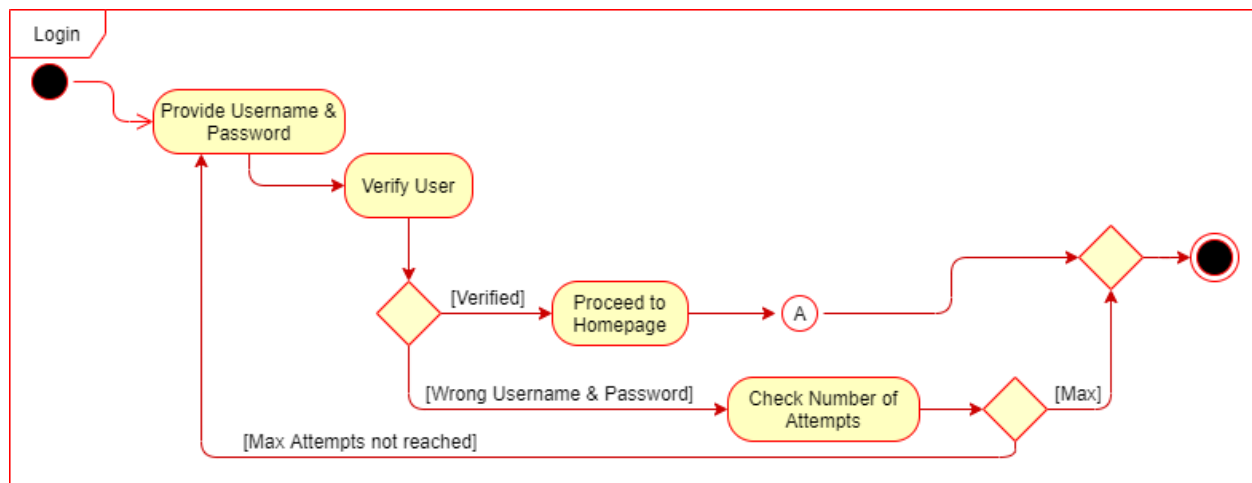 Login
Provide Username &
Password
Verify User
[Verified]
Proceed to
Homepage
A
[Wrong Username & Password]
Check Number of
Attempts
[Max]
[Max Attempts not reached]